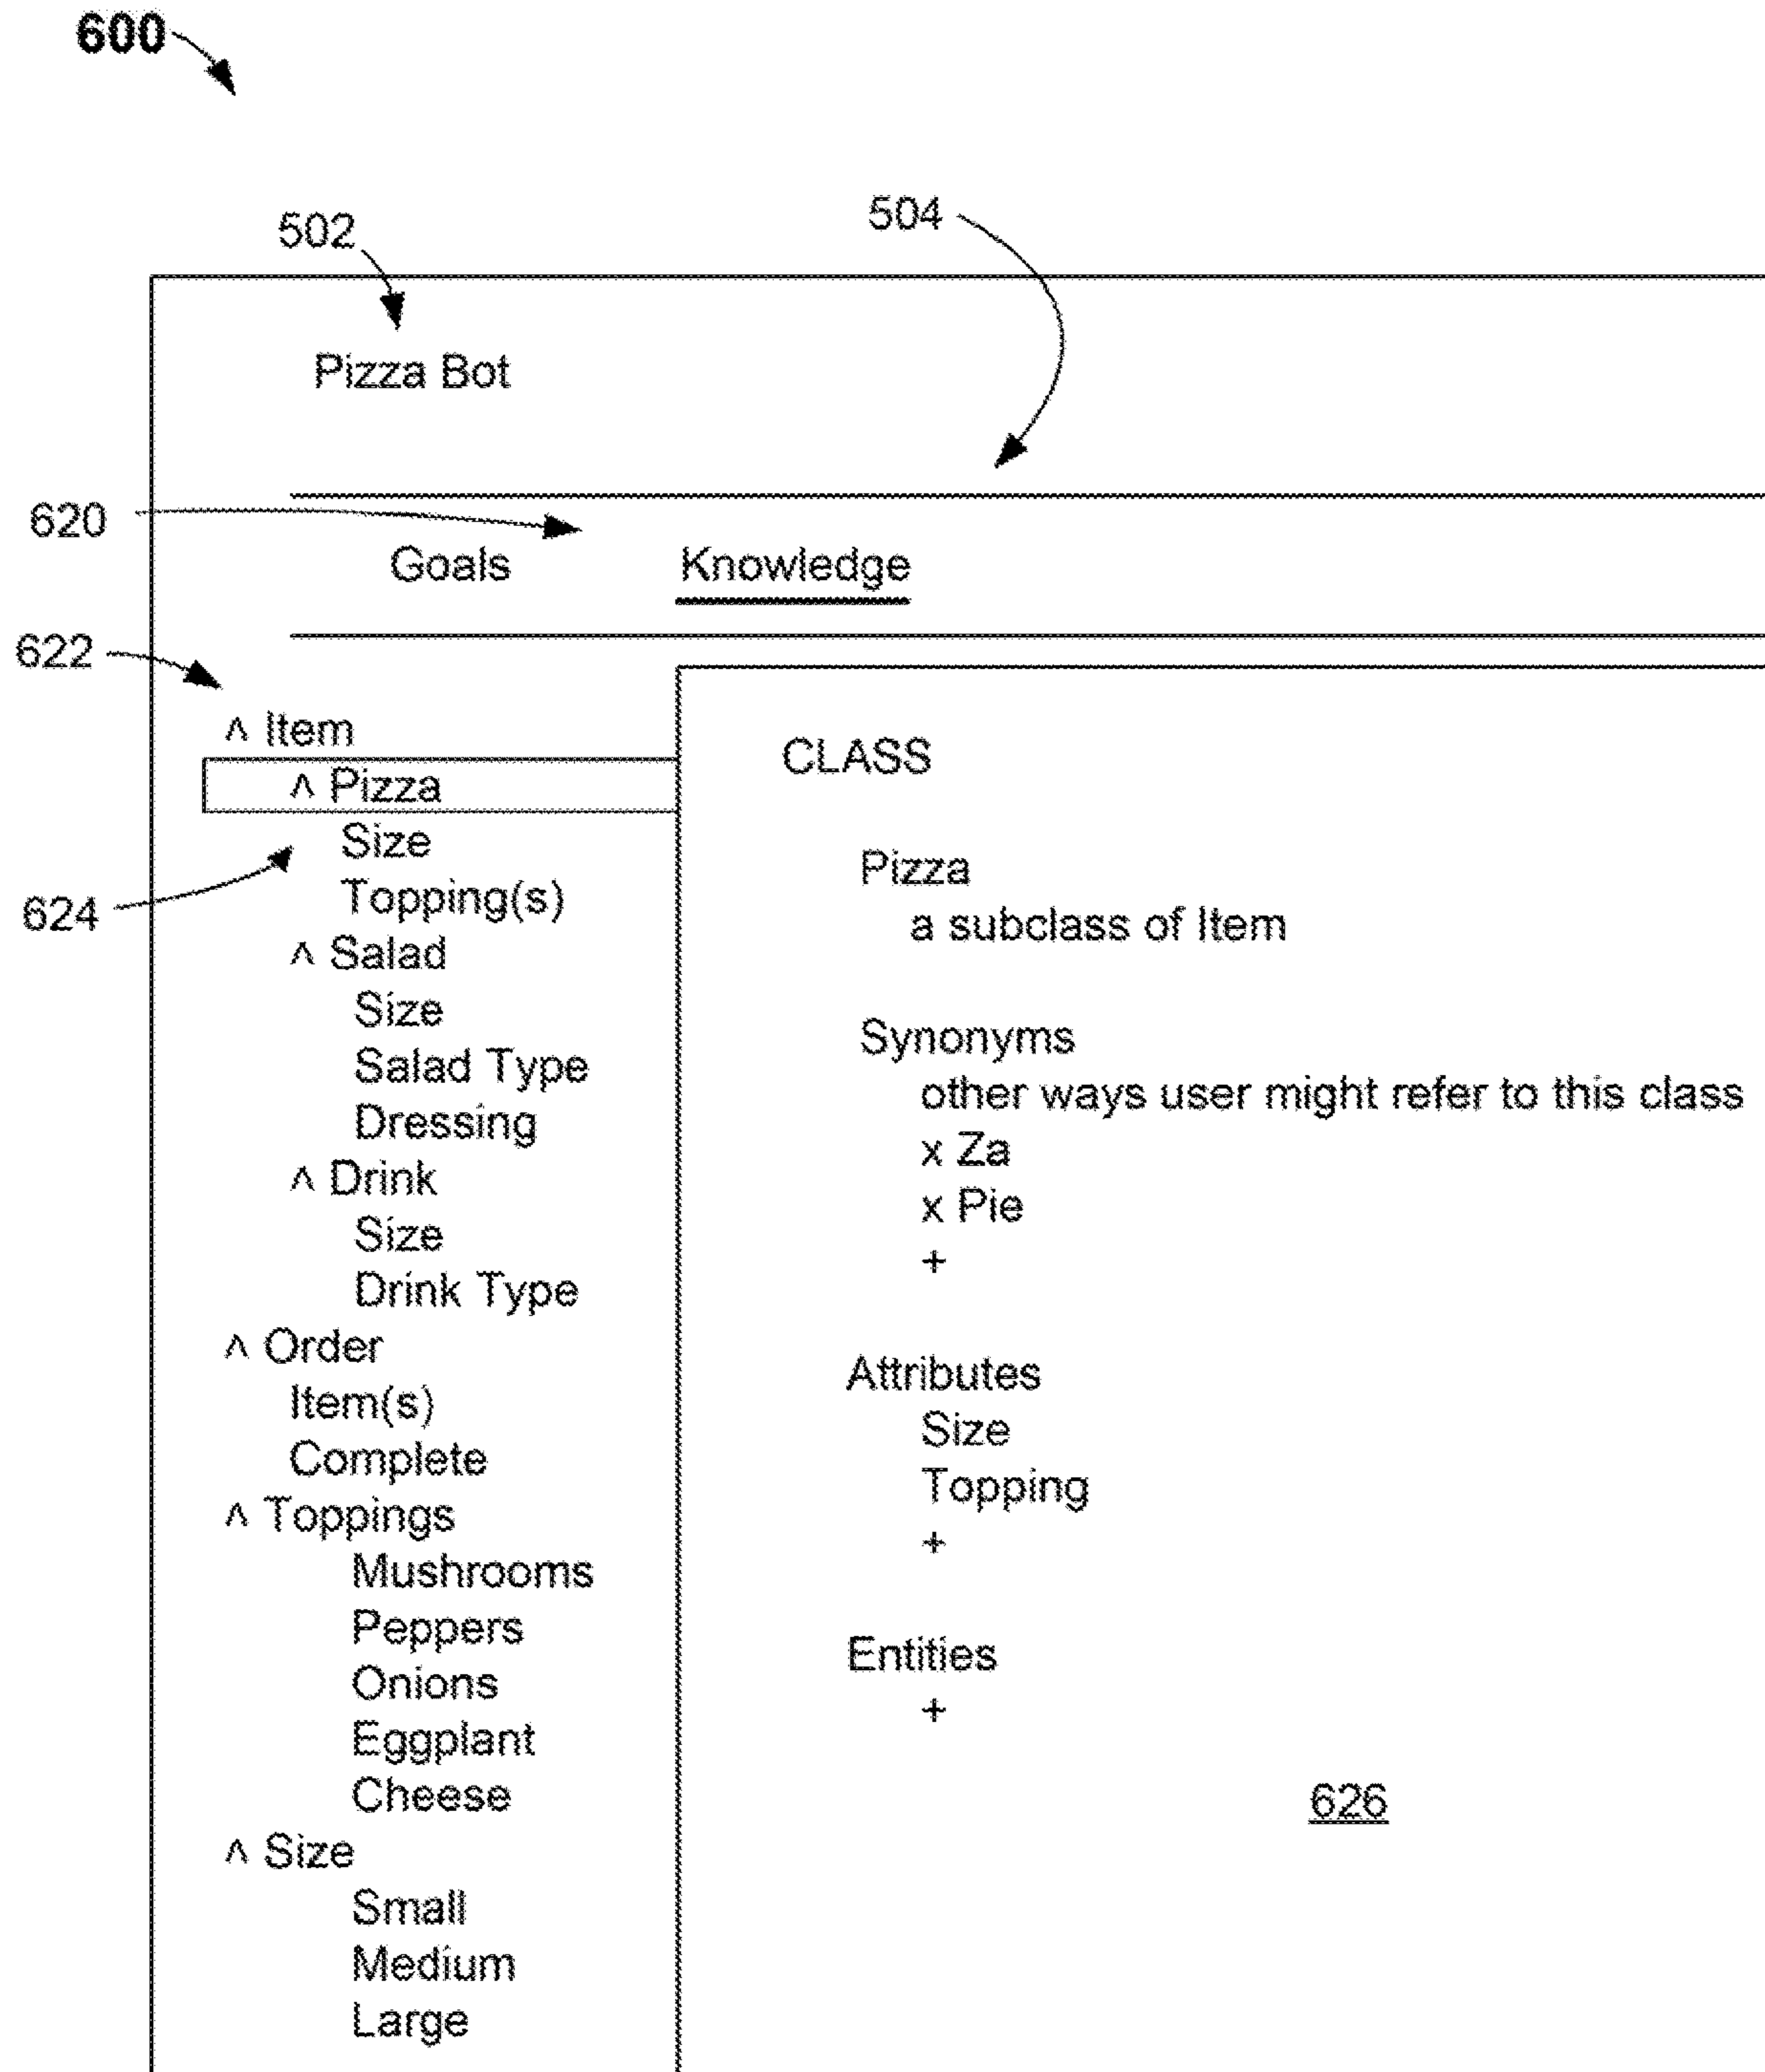 600
502
504
Pizza Bot
620
Goals Knowledge
622
^ Item
^ Pizza
Size
Topping(s)
624
^ Salad
Size
Salad Type
Dressing
^ Drink
Size
Drink Type
^ Order
Item(s)
Complete
^ Toppings
Mushrooms
Peppers
Onions
Eggplant
Cheese
^ Size
Small
Medium
Large
CLASS
Pizza
a subclass of Item
Synonyms
other ways user might refer to this class
x Za
x Pie
+
Attributes
Size
Topping
+
Entities
+
626